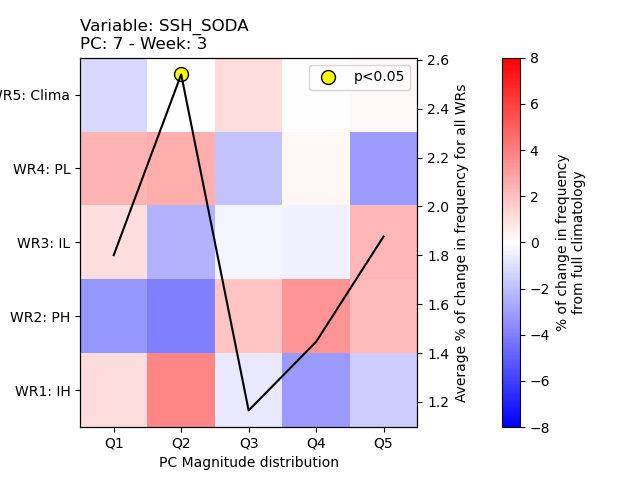 Variable: SSH_SODA
PC: 7 - Week: 3
p<0.05
WR5: Clima
WR4: PL
WR3: IL
WR2: PH
WR1: IH
Q1 Q2 Q3 Q4 Q5
PC Magnitude distribution
2.6
2.4
2.2
2.0
1.8
1.6
1.4
1.2
Average % of change in frequency for all WRs
8
6
4
2
0
−2
−4
−6
−8
% of change in frequency
from full climatology